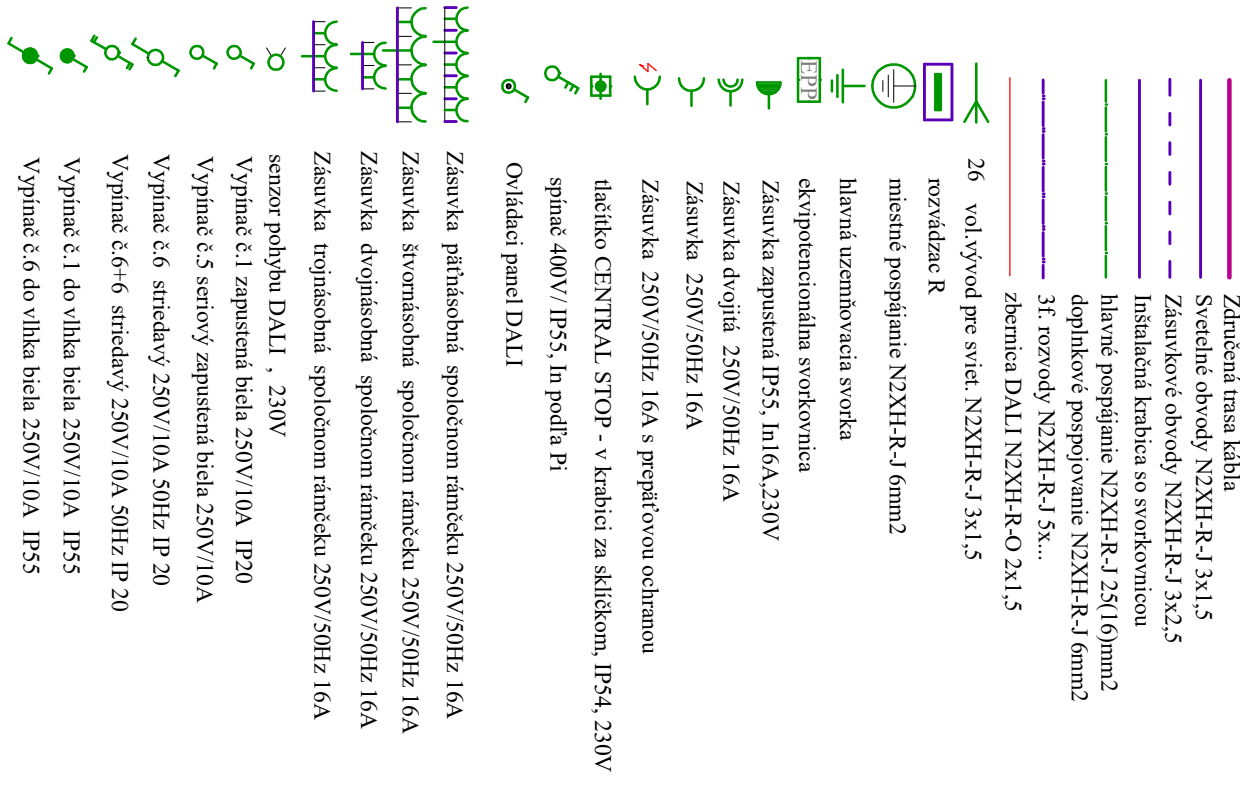 Združená trasa kábla
Svetelné obvody N2XH-R-J 3x1,5
Zásuvkové obvody N2XH-R-J 3x2,5
Inštalačná krabica so svorkovnicou
hlavné pospájanie N2XH-R-J 25(16)mm2
doplnkové pospojovanie N2XH-R-J 6mm2
3f. rozvody N2XH-R-J 5x...
zbernica DALI N2XH-R-O 2x1,5
26 vol.vývod pre sviet. N2XH-R-J 3x1,5
rozvádzac R
miestné pospájanie N2XH-R-J 6mm2
hlavná uzemňovacia svorka
EPP ekvipotencionálna svorkovnica
Zásuvka zapustená IP55, In16A,230V
Zásuvka dvojitá 250V/50Hz 16A
Zásuvka 250V/50Hz 16A
Zásuvka 250V/50Hz 16A s prepäťovou ochranou
tlačítko CENTRAL STOP - v krabici za sklíčkom, IP54, 230V
spínač 400V/ IP55, In podľa Pi
Ovládaci panel DALI
Zásuvka päťnásobná spoločnom rámčeku 250V/50Hz 16A
Zásuvka štvornásobná spoločnom rámčeku 250V/50Hz 16A
Zásuvka dvojnásobná spoločnom rámčeku 250V/50Hz 16A
Zásuvka trojnásobná spoločnom rámčeku 250V/50Hz 16A
senzor pohybu DALI , 230V
Vypínač č.1 zapustená biela 250V/10A IP20
Vypínač č.5 seriový zapustená biela 250V/10A
Vypínač č.6 striedavý 250V/10A 50Hz IP 20
Vypínač č.6+6 striedavý 250V/10A 50Hz IP 20
Vypínač č.1 do vlhka biela 250V/10A IP55
Vypínač č.6 do vlhka biela 250V/10A IP55